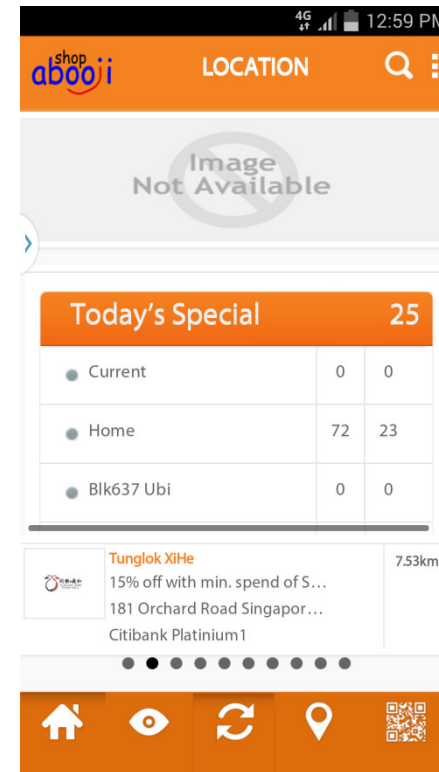 4G 12:59 PM
shop
abooji
LOCATION
Image
Not Available
Today's Special 25
Current 0 0
Home 72 23
Blk637 Ubi 0 0
Tunglok XiHe 7.53km
15% off with min. spend of S...
181 Orchard Road Singapor...
Citibank Platinium1